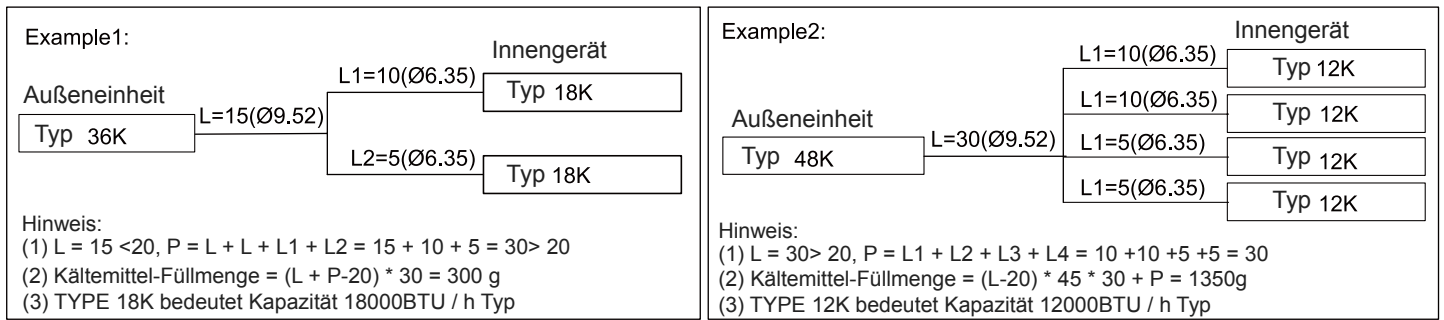 Example1:
Innengerät
L1=10(Ø6.35)
Typ 18K
Außeneinheit
L=15(Ø9.52)
Typ 36K
L2=5(Ø6.35)
Typ 18K
Hinweis:
(1) L = 15 <20, P = L + L + L1 + L2 = 15 + 10 + 5 = 30> 20
(2) Kältemittel-Füllmenge = (L + P-20) * 30 = 300 g
(3) TYPE 18K bedeutet Kapazität 18000BTU / h Typ
Example2:
Innengerät
L1=10(Ø6.35)
Typ 12K
L1=10(Ø6.35)
Typ 12K
Außeneinheit
L=30(Ø9.52)
Typ 48K
L1=5(Ø6.35)
Typ 12K
L1=5(Ø6.35)
Typ 12K
Hinweis:
(1) L = 30> 20, P = L1 + L2 + L3 + L4 = 10 +10 +5 +5 = 30
(2) Kältemittel-Füllmenge = (L-20) * 45 * 30 + P = 1350g
(3) TYPE 12K bedeutet Kapazität 12000BTU / h Typ